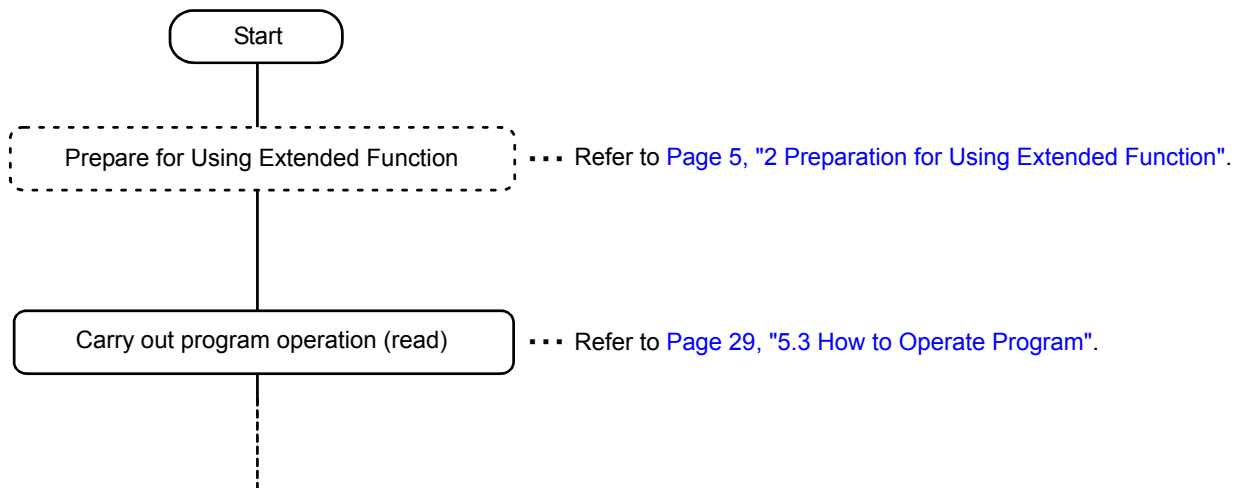 Start
Prepare for Using Extended Function ▪▪▪ Refer to Page 5, "2 Preparation for Using Extended Function".
Carry out program operation (read) ▪▪▪ Refer to Page 29, "5.3 How to Operate Program".